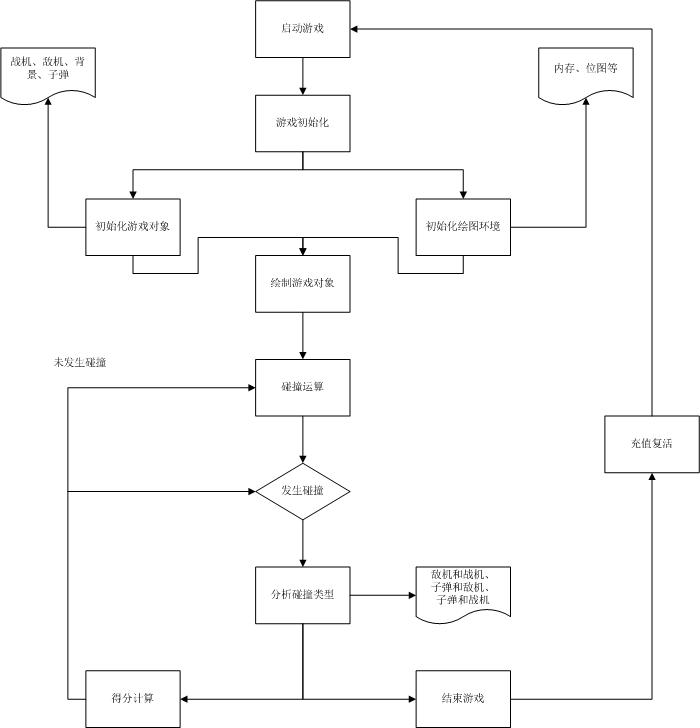 启动游戏
战机、敌机、背
景、子弹
内存、位图等
游戏初始化
初始化游戏对象
初始化绘图环境
绘制游戏对象
未发生碰撞
碰撞运算
充值复活
发生碰撞
分析碰撞类型
敌机和战机、
子弹和敌机、
子弹和战机
得分计算
结束游戏